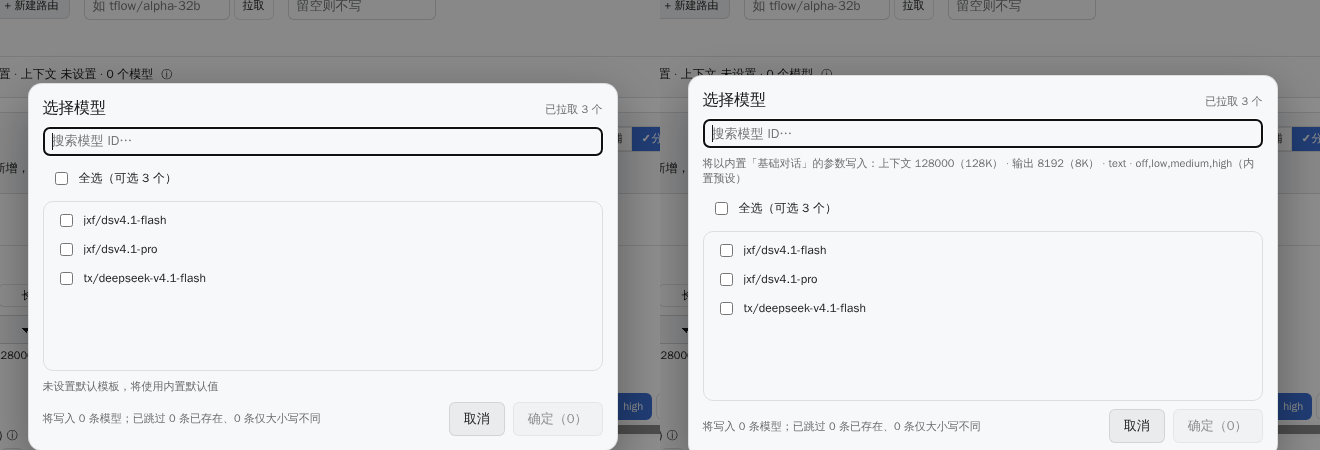 + 新建路由 如 tflow/alpha-32b 拉取 留空则不写
置 · 上下文 未设置 · 0 个模型 ⓘ
选择模型 已拉取 3 个
搜索模型 ID…
全选（可选 3 个）
jxf/dsv4.1-flash
jxf/dsv4.1-pro
tx/deepseek-v4.1-flash
未设置默认模板，将使用内置默认值
将写入 0 条模型；已跳过 0 条已存在、0 条仅大小写不同 取消 确定（0）
新增，
✓分
high
+ 新建路由 如 tflow/alpha-32b 拉取 留空则不写
置 · 上下文 未设置 · 0 个模型 ⓘ
选择模型 已拉取 3 个
搜索模型 ID…
将以内置「基础对话」的参数写入：上下文 128000（128K） · 输出 8192（8K） · text · off,low,medium,high（内
置预设）
全选（可选 3 个）
jxf/dsv4.1-flash
jxf/dsv4.1-pro
tx/deepseek-v4.1-flash
将写入 0 条模型；已跳过 0 条已存在、0 条仅大小写不同 取消 确定（0）
新增，
✓分
high